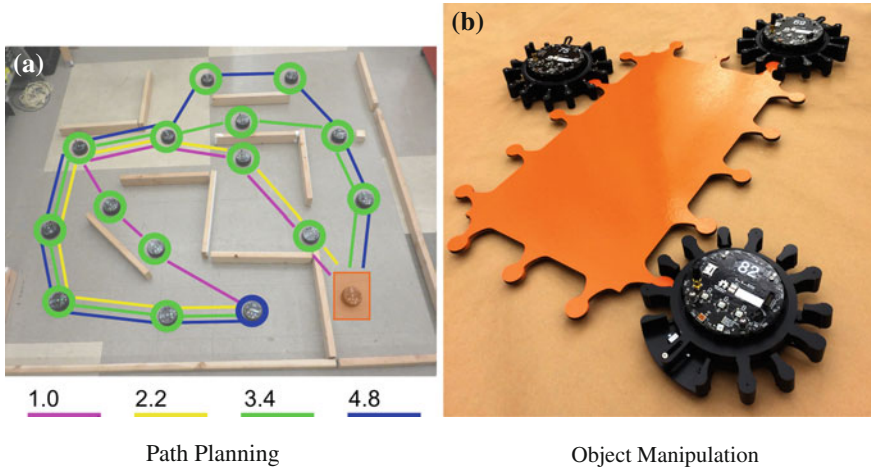 (a)
(b)
82
1.0 2.2 3.4 4.8
Path Planning
Object Manipulation